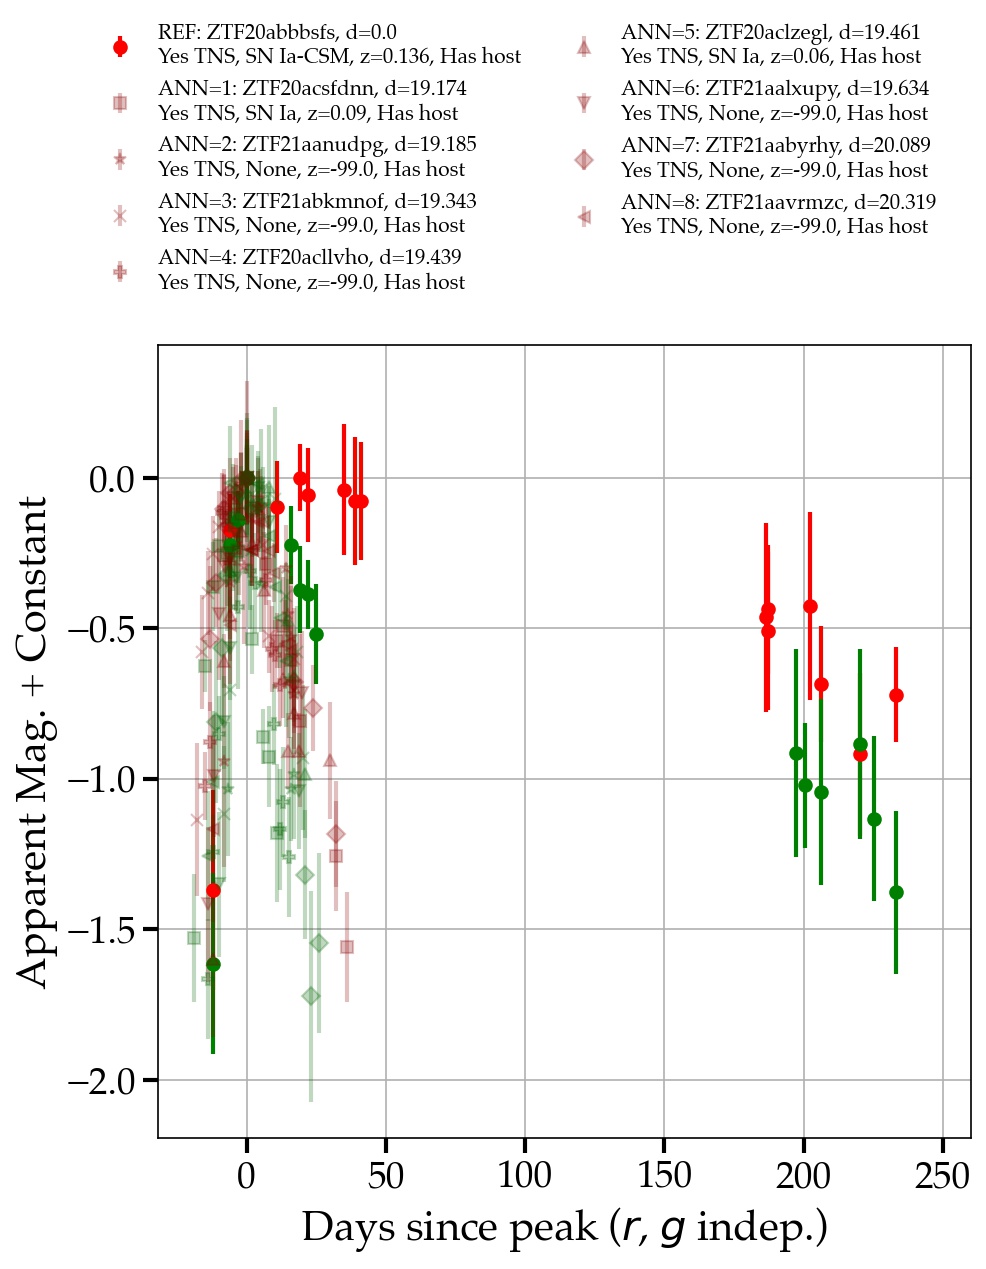 REF: ZTF20abbbsfs, d=0.0
Yes TNS, SN Ia-CSM, z=0.136, Has host
ANN=1: ZTF20acsfdnn, d=19.174
Yes TNS, SN Ia, z=0.09, Has host
ANN=2: ZTF21aanudpg, d=19.185
Yes TNS, None, z=-99.0, Has host
ANN=3: ZTF21abkmnof, d=19.343
Yes TNS, None, z=-99.0, Has host
ANN=4: ZTF20acllvho, d=19.439
Yes TNS, None, z=-99.0, Has host
ANN=5: ZTF20aclzegl, d=19.461
Yes TNS, SN Ia, z=0.06, Has host
ANN=6: ZTF21aalxupy, d=19.634
Yes TNS, None, z=-99.0, Has host
ANN=7: ZTF21aabyrhy, d=20.089
Yes TNS, None, z=-99.0, Has host
ANN=8: ZTF21aavrmzc, d=20.319
Yes TNS, None, z=-99.0, Has host
Apparent Mag. + Constant
0.0
−0.5
−1.0
−1.5
−2.0
0 50 100 150 200 250
Days since peak (r, g indep.)